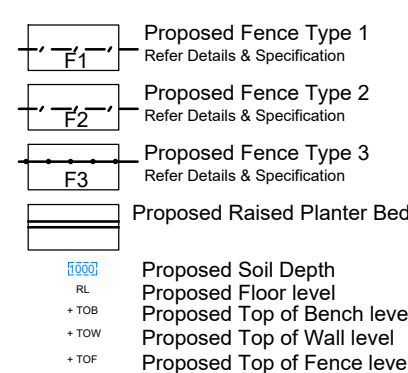 Proposed Fence Type 1
F1
Refer Details & Specification
Proposed Fence Type 2
F2
Refer Details & Specification
Proposed Fence Type 3
F3
Refer Details & Specification
Proposed Raised Planter Bed
1000 Proposed Soil Depth
RL Proposed Floor level
+ TOB Proposed Top of Bench leve
+ TOW Proposed Top of Wall level
+ TOF Proposed Top of Fence leve